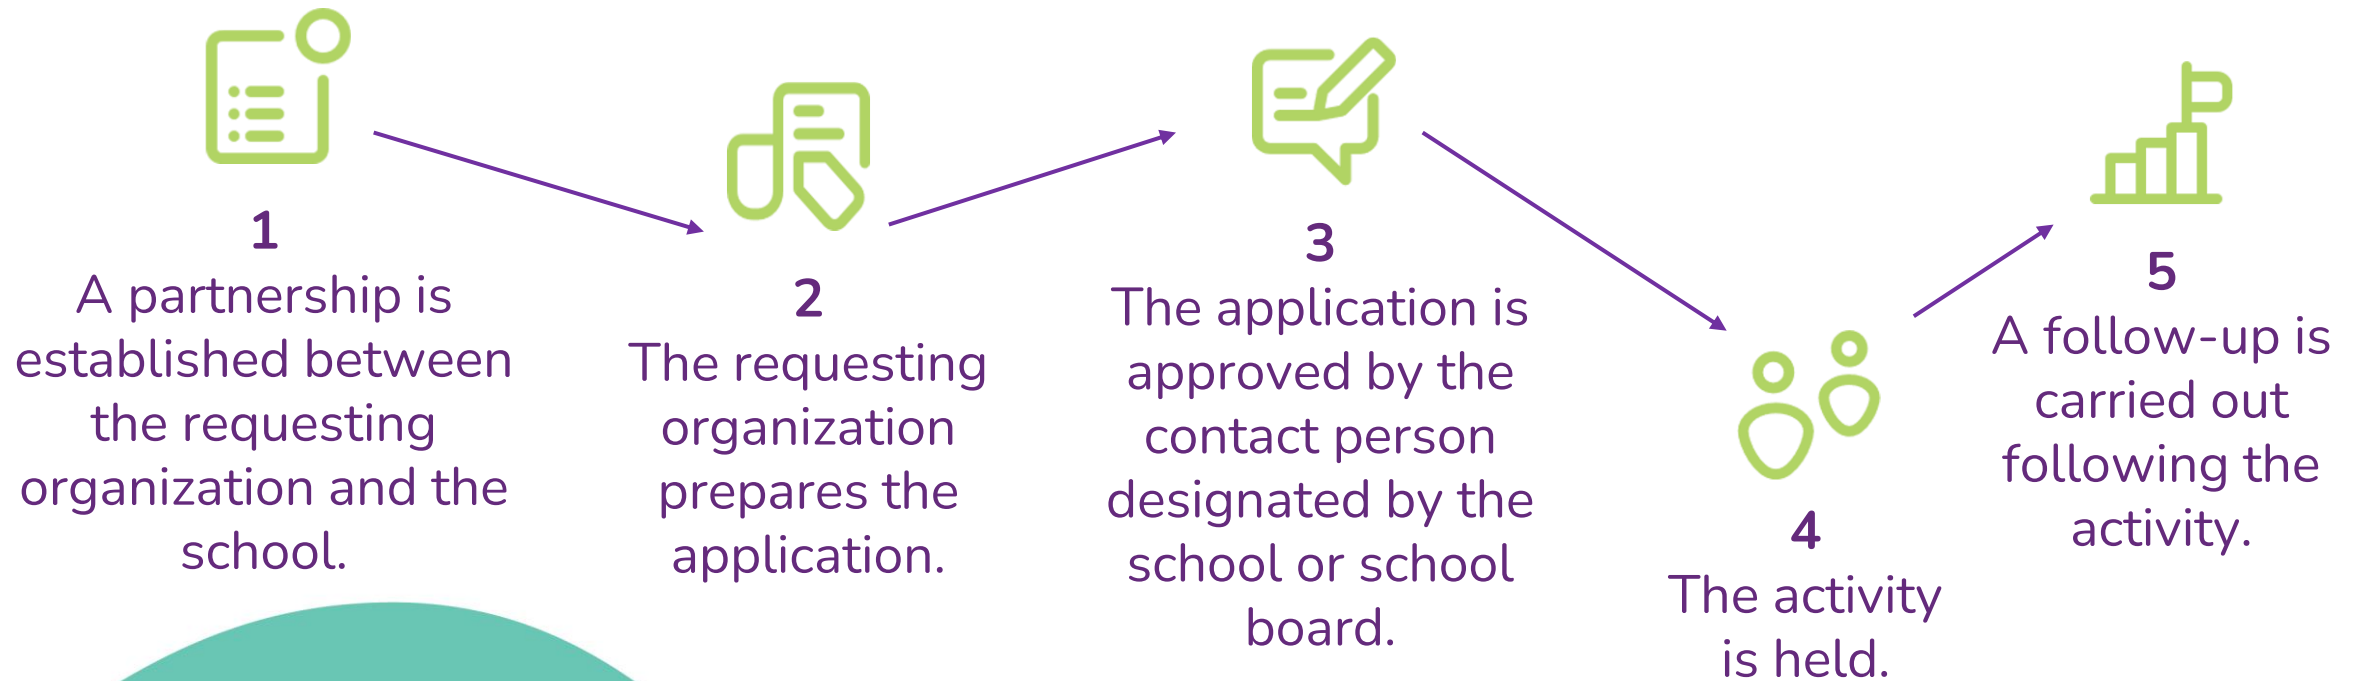 1
A partnership is
established between
the requesting
organization and the
school.
2
The requesting
organization
prepares the
application.
3
The application is
approved by the
contact person
designated by the
school or school
board.
4
The activity
is held.
5
A follow-up is
carried out
following the
activity.